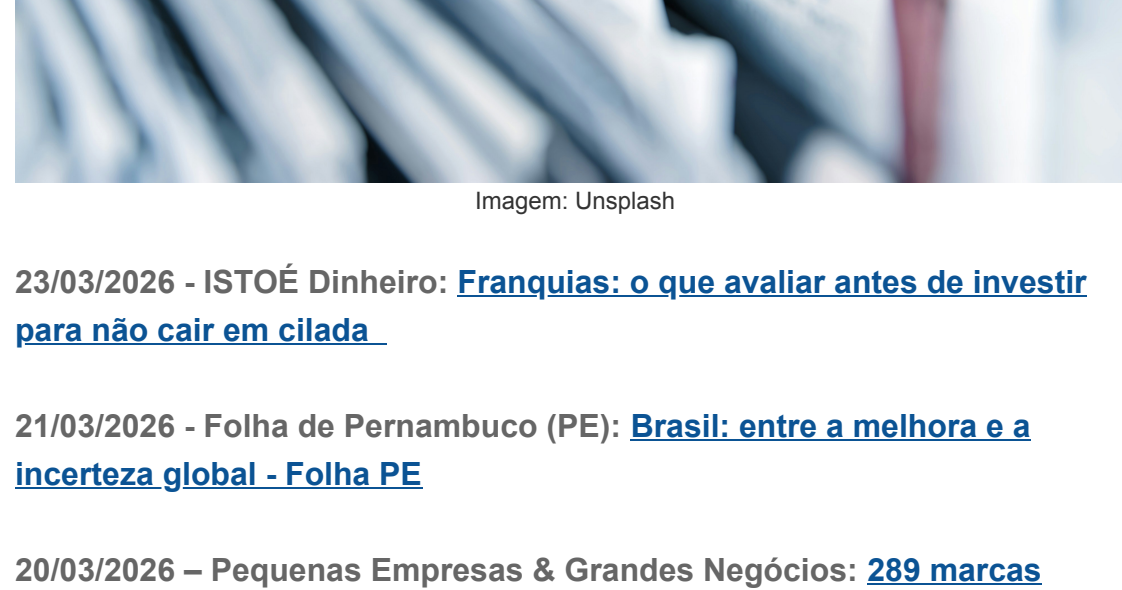 Imagem: Unsplash
23/03/2026 - ISTOÉ Dinheiro: Franquias: o que avaliar antes de investir
para não cair em cilada
21/03/2026 - Folha de Pernambuco (PE): Brasil: entre a melhora e a
incerteza global - Folha PE
20/03/2026 – Pequenas Empresas & Grandes Negócios: 289 marcas